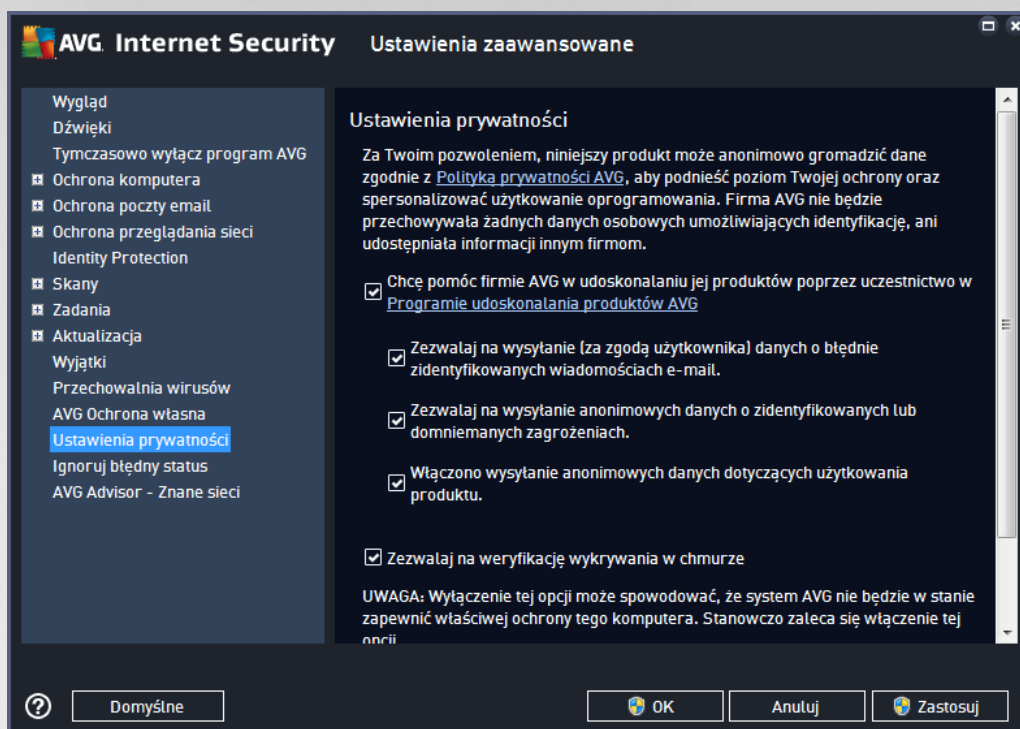 AVG. Internet Security
Ustawienia zaawansowane
Wygląd
Dźwięki
Tymczasowo wyłącz program AVG
Ochrona komputera
Ochrona poczty email
Ochrona przeglądania sieci
Identity Protection
Skany
Zadania
Aktualizacja
Wyjątki
Przechowalnia wirusów
AVG Ochrona własna
Ustawienia prywatności
Ignoruj błędny status
AVG Advisor - Znane sieci
Ustawienia prywatności
Za Twoim pozwoleniem, niniejszy produkt może anonimowo gromadzić dane
zgodnie z Polityką prywatności AVG, aby podnieść poziom Twojej ochrony oraz
spersonalizować użytkowanie oprogramowania. Firma AVG nie będzie
przechowywała żadnych danych osobowych umożliwiających identyfikację, ani
udostępniała informacji innym firmom.
Chcę pomóc firmie AVG w udoskonalaniu jej produktów poprzez uczestnictwo w
Programie udoskonalania produktów AVG
Zezwalaj na wysyłanie (za zgodą użytkownika) danych o błędnie
zidentyfikowanych wiadomościach e-mail.
Zezwalaj na wysyłanie anonimowych danych o zidentyfikowanych lub
domniemanych zagrożeniach.
Włączono wysyłanie anonimowych danych dotyczących użytkowania
produktu.
Zezwalaj na weryfikację wykrywania w chmurze
UWAGA: Wyłączenie tej opcji może spowodować, że system AVG nie będzie w stanie
zapewnić właściwej ochrony tego komputera. Stanowczo zaleca się włączenie tej
opcji
Domyślne
OK
Anuluj
Zastosuj